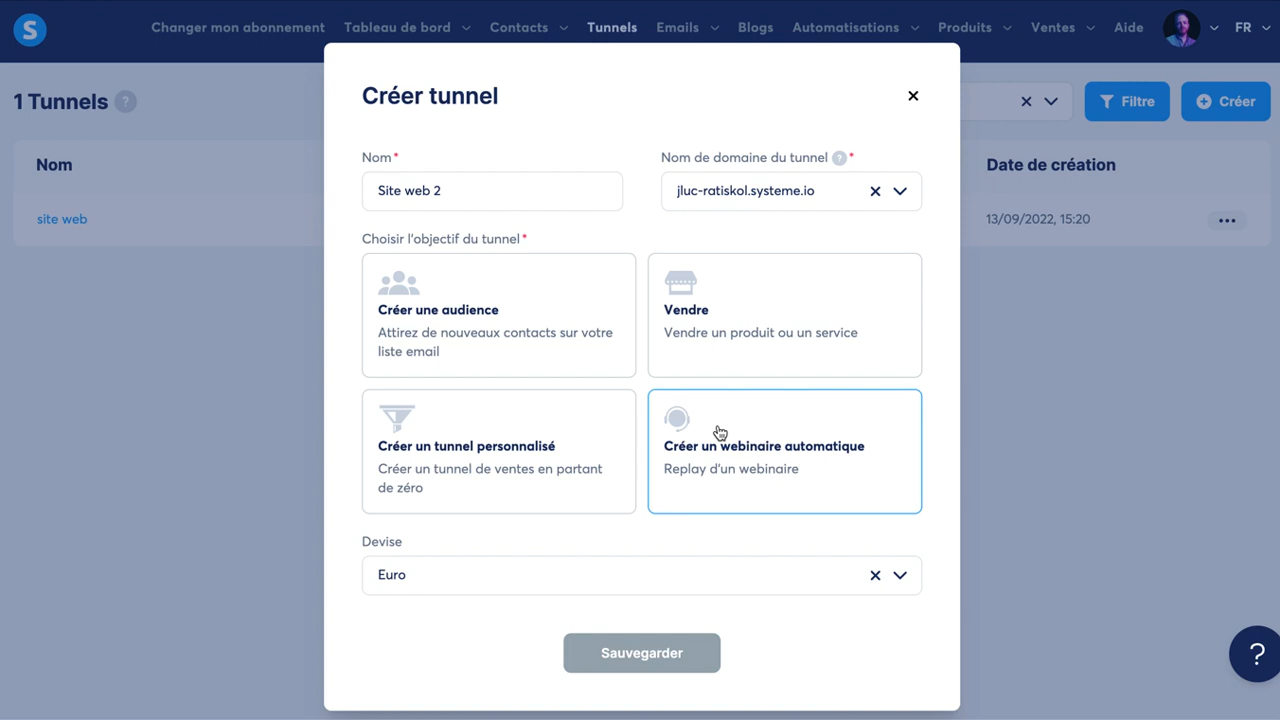 S
Changer mon abonnement Tableau de bord Contacts Tunnels Emails Blogs Automatisations Produits Ventes Aide FR
1 Tunnels ?
Filtre
Créer
Nom
Date de création
site web
13/09/2022, 15:20
Créer tunnel
Nom*
Nom de domaine du tunnel ? *
Site web 2
jluc-ratiskol.systeme.io
Choisir l'objectif du tunnel*
Créer une audience
Attirez de nouveaux contacts sur votre
liste email
Vendre
Vendre un produit ou un service
Créer un tunnel personnalisé
Créer un tunnel de ventes en partant
de zéro
Créer un webinaire automatique
Replay d'un webinaire
Devise
Euro
Sauvegarder
?